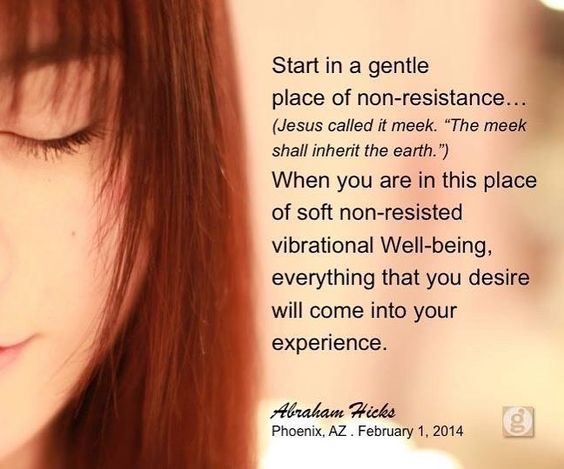 Start in a gentle
place of non-resistance…
(Jesus called it meek. “The meek
shall inherit the earth.”)
When you are in this place
of soft non-resisted
vibrational Well-being,
everything that you desire
will come into your
experience.
Abraham Hicks
Phoenix, AZ . February 1, 2014
g